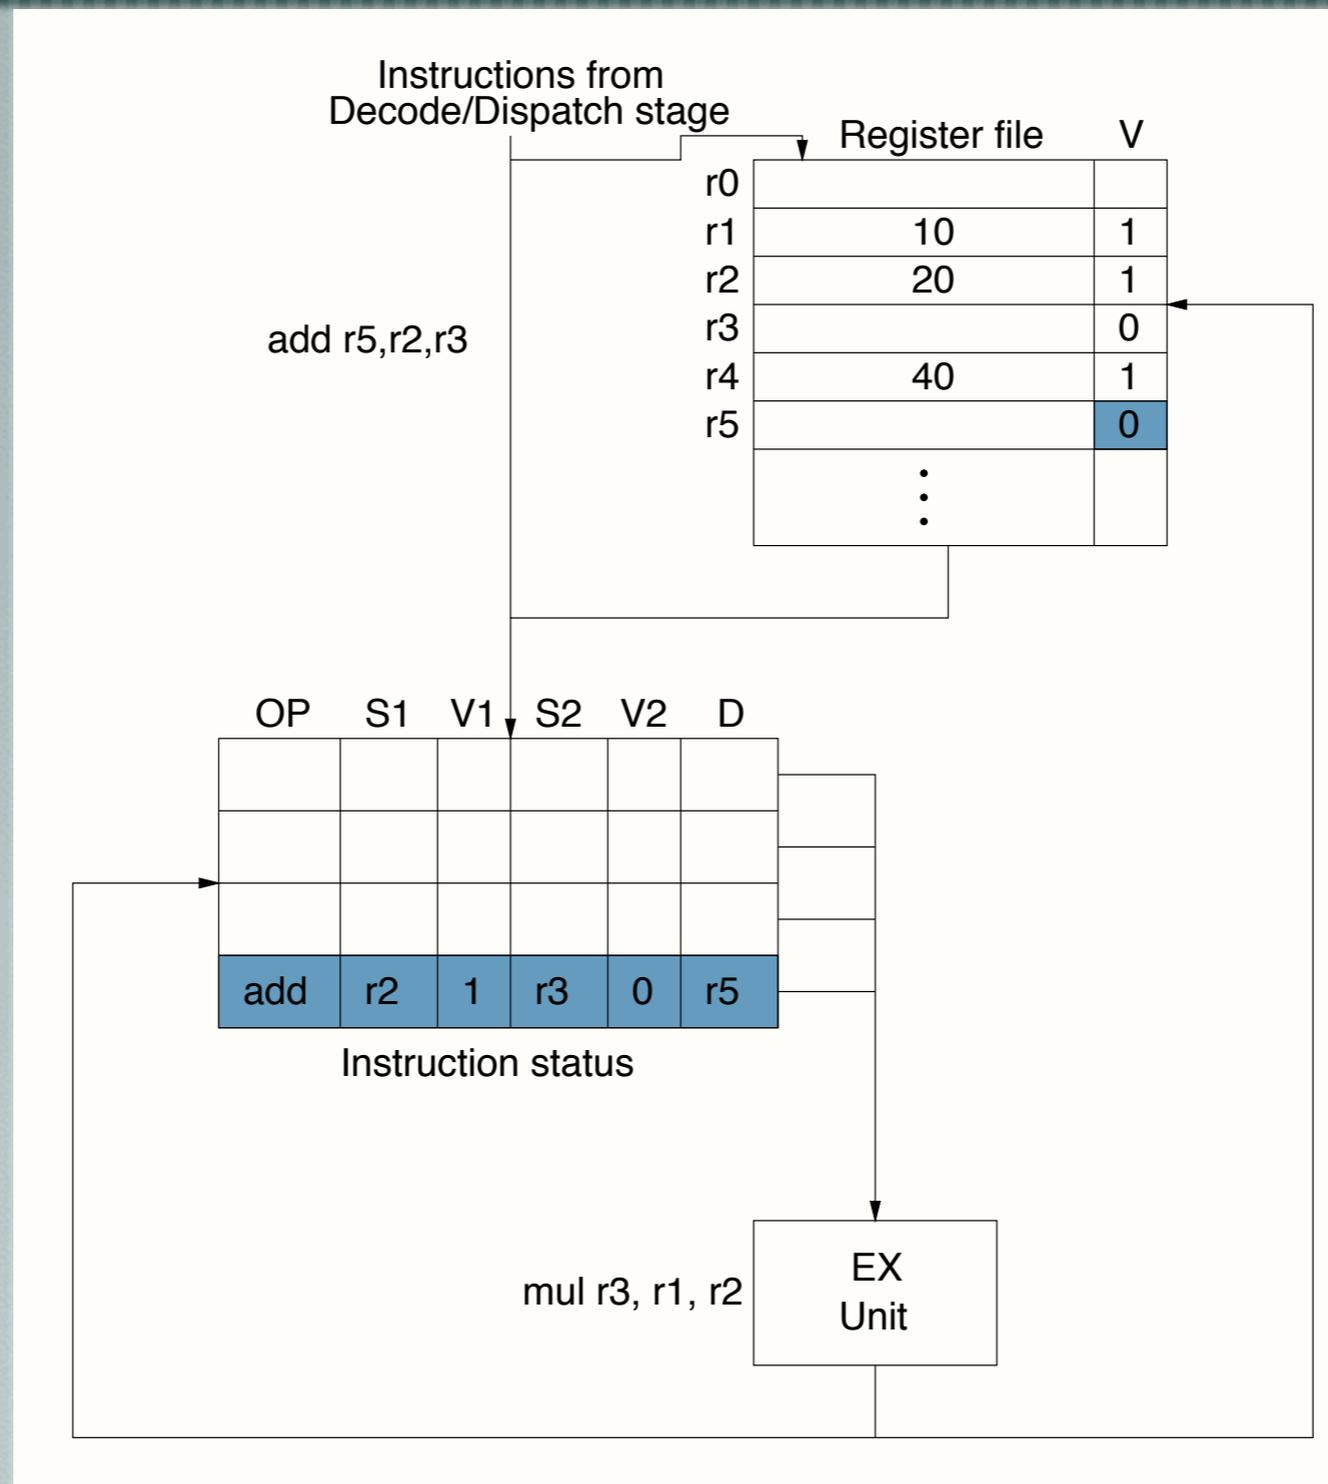 Instructions from
Decode/Dispatch stage
Register file V
r0
r1 10 1
r2 20 1
r3 0
add r5,r2,r3
r4 40 1
r5 0
OP S1 V1 S2 V2 D
add r2 1 r3 0 r5
Instruction status
EX
mul r3, r1, r2
Unit